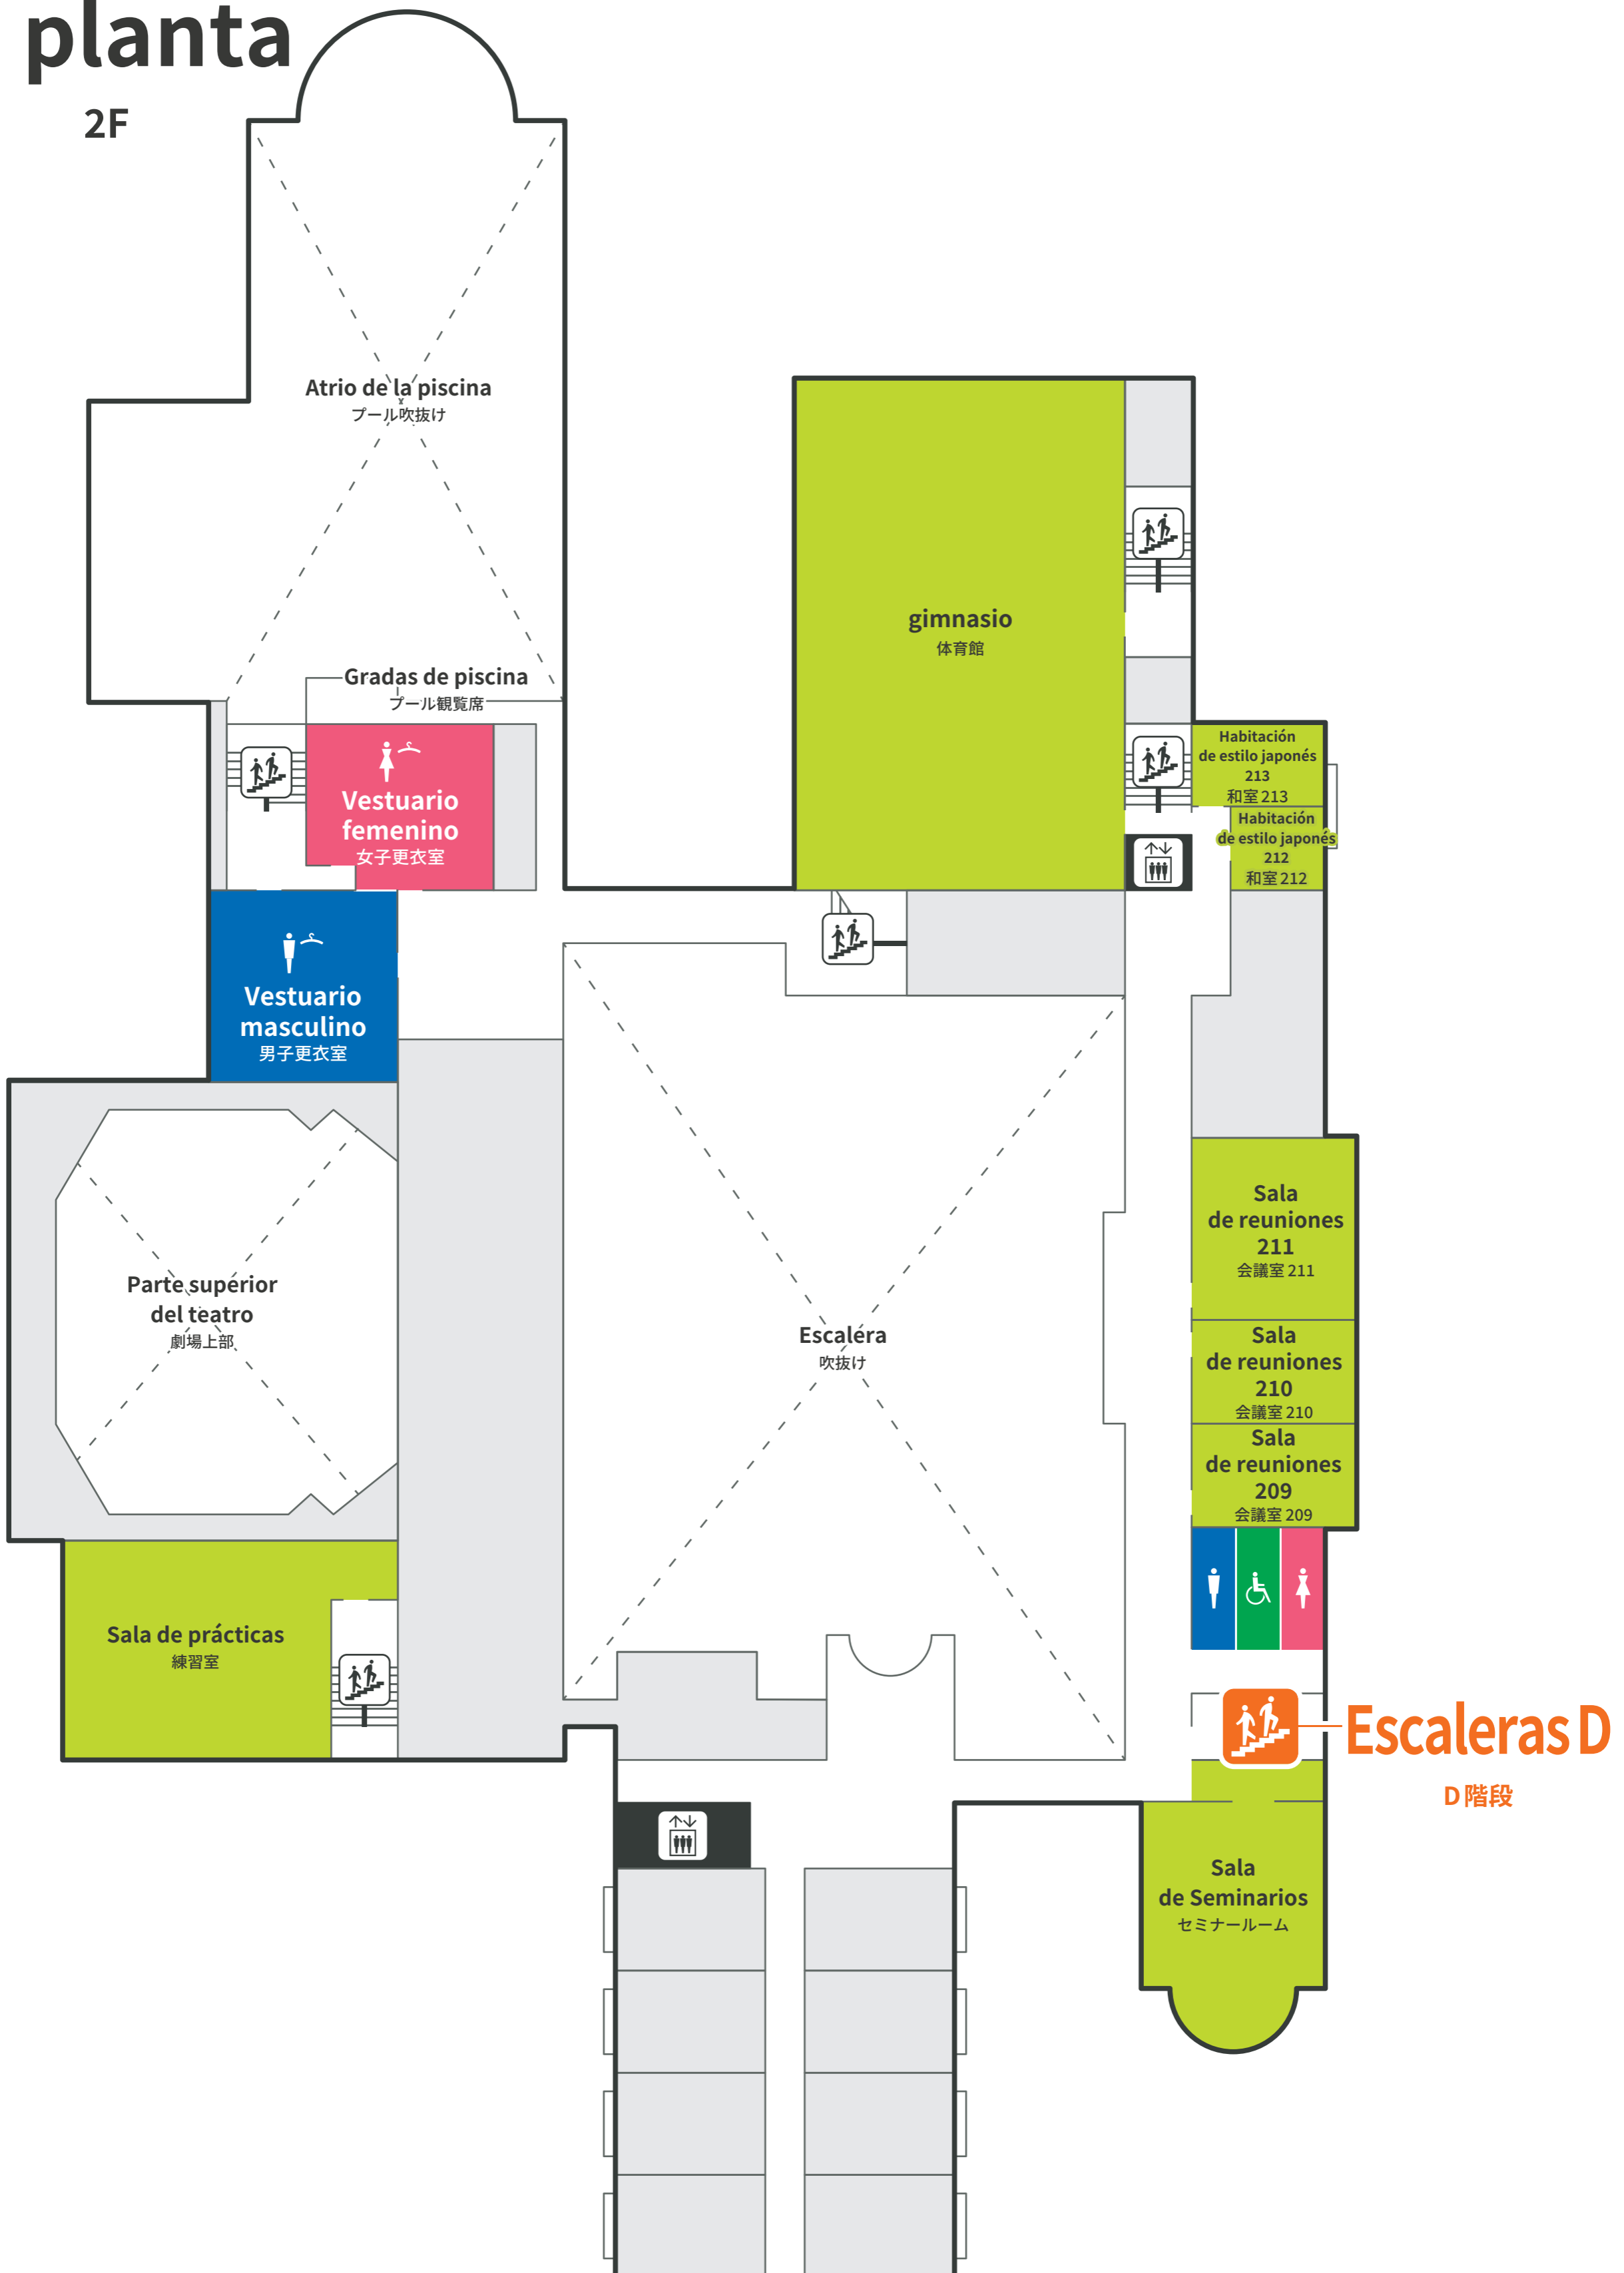 planta
2F
Atrio de la piscina
プール吹抜け
gimnasio
体育館
Gradas de piscina
プール観覧席
Vestuario
femenino
女子更衣室
Habitación
de estilo japonés
213
和室 213
Habitación
de estilo japonés
212
和室 212
Vestuario
masculino
男子更衣室
Sala
de reuniones
211
会議室 211
Parte superior
del teatro
劇場上部
Escalera
吹抜け
Sala
de reuniones
210
会議室 210
Sala
de reuniones
209
会議室 209
Sala de prácticas
練習室
Escaleras D
D 階段
Sala
de Seminarios
セミナールーム